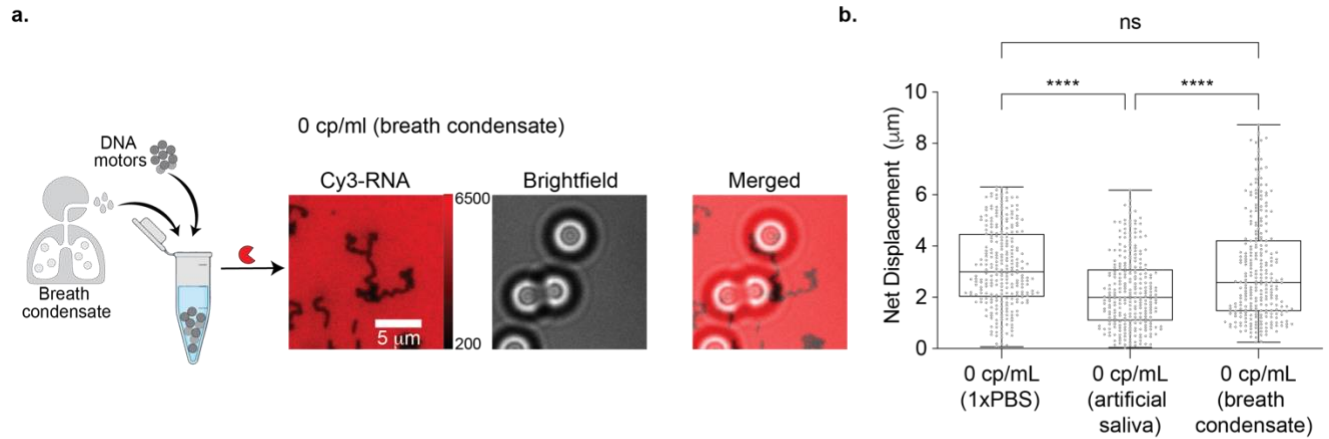 a.
DNA
motors
Breath
condensate
0 cp/ml (breath condensate)
Cy3-RNA
6500
200
5 μm
Brightfield
Merged
b.
ns
**** ****
Net Displacement (μm)
10
8
6
4
2
0
0 cp/mL
(1xPBS)
0 cp/mL
(artificial
saliva)
0 cp/mL
(breath
condensate)